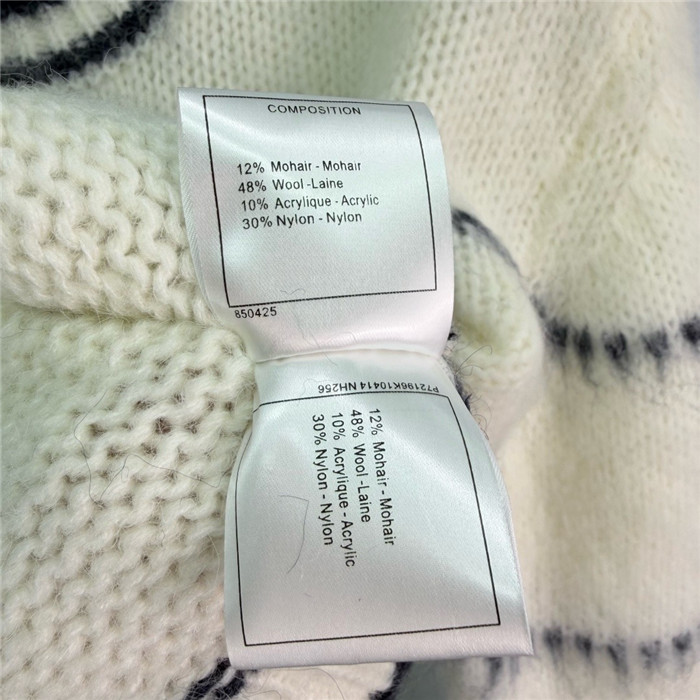 COMPOSITION
12% Mohair - Mohair
48% Wool -Laine
10% Acrylique - Acrylic
30% Nylon - Nylon
850425
P72196K10414 NH256
12% Mohair - Mohair
48% Wool -Laine
10% Acrylique - Acrylic
30% Nylon - Nylon